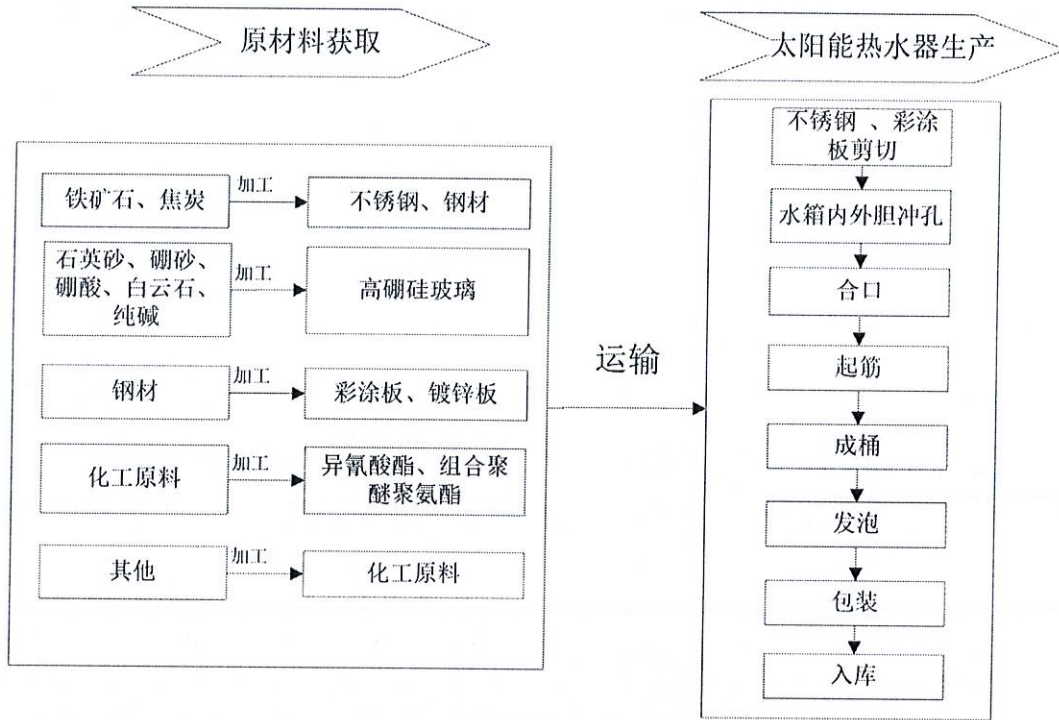 原材料获取
太阳能热水器生产
铁矿石、焦炭
加工
不锈钢、钢材
石英砂、硼砂、
硼酸、白云石、
纯碱
加工
高硼硅玻璃
钢材
加工
彩涂板、镀锌板
化工原料
加工
异氰酸酯、组合聚
醚聚氨酯
其他
加工
化工原料
运输
不锈钢 、彩涂
板剪切
水箱内外胆冲孔
合口
起筋
成桶
发泡
包装
入库